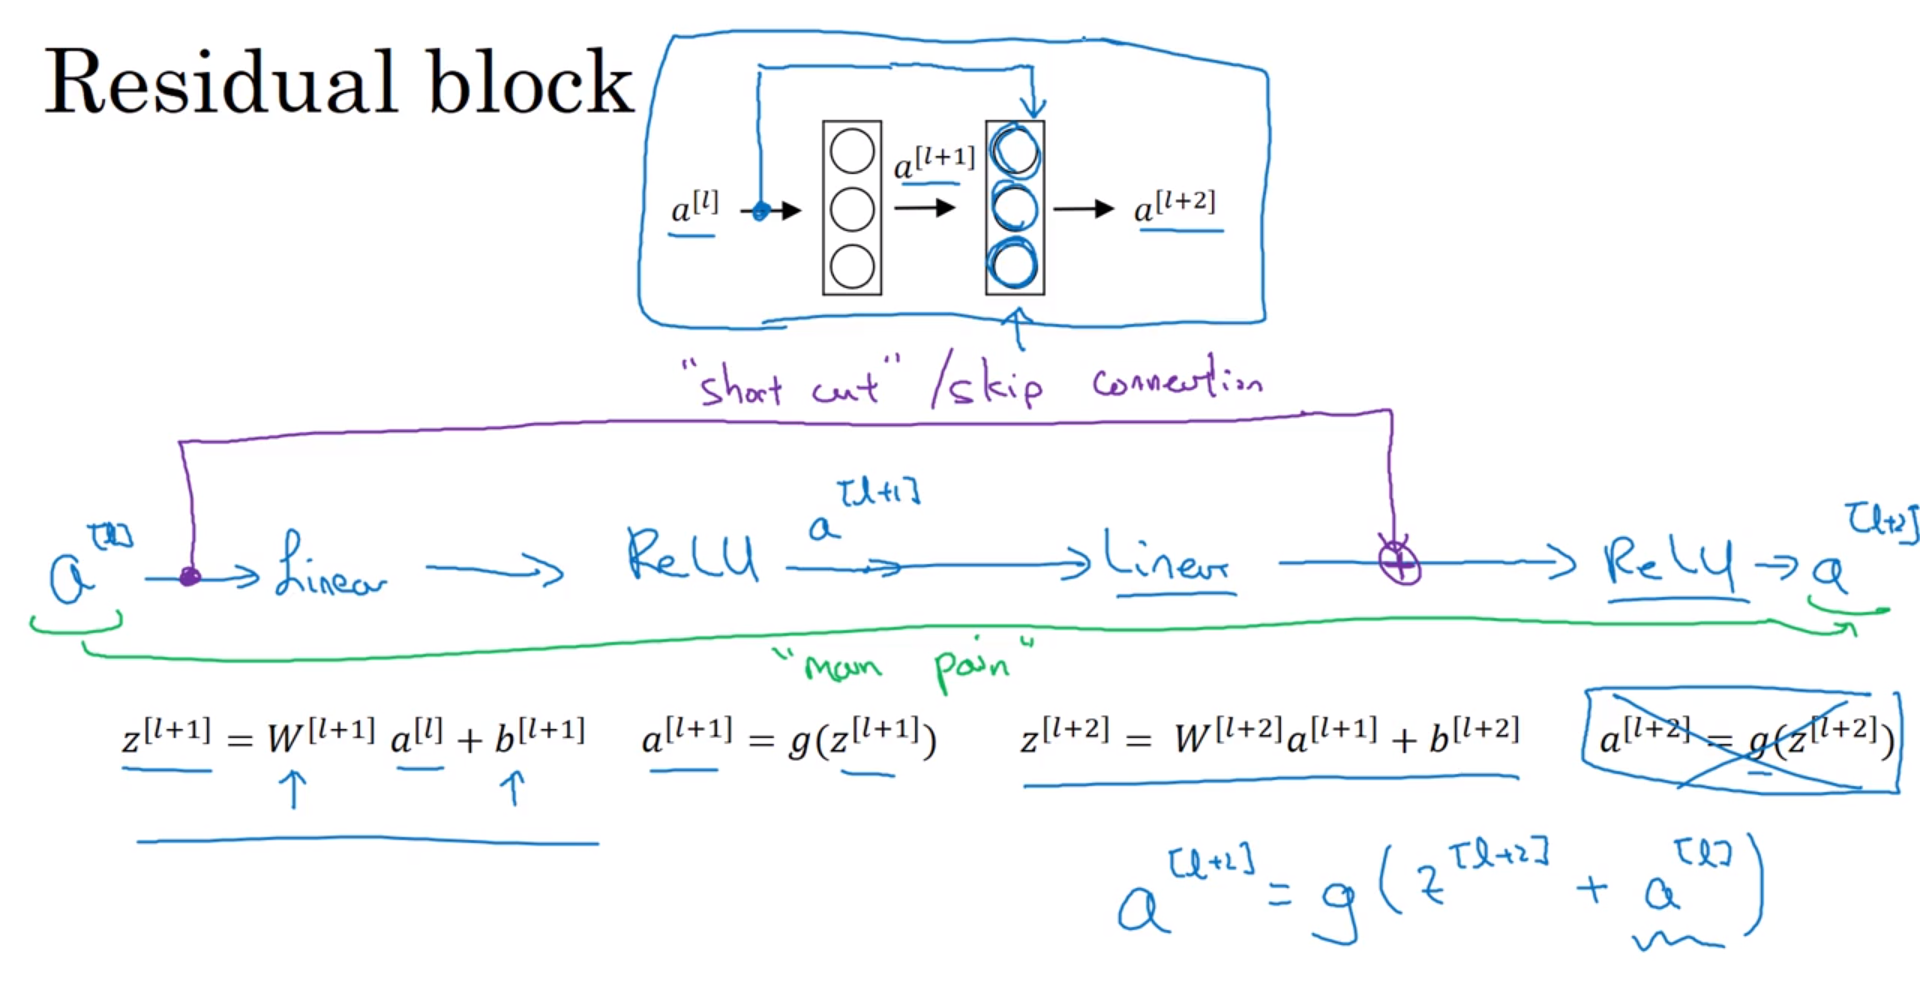 Residual block
a^[l] a^[l+1] a^[l+2]
"short cut" / skip connection
a^[l] → Linear → ReLU a^[l+1] → Linear → ⊕ → ReLU → a^[l+2]
"main path"
z^[l+1] = W^[l+1] a^[l] + b^[l+1] a^[l+1] = g(z^[l+1]) z^[l+2] = W^[l+2]a^[l+1] + b^[l+2] a^[l+2] = g(z^[l+2])
a^[l+2] = g(z^[l+2] + a^[l])